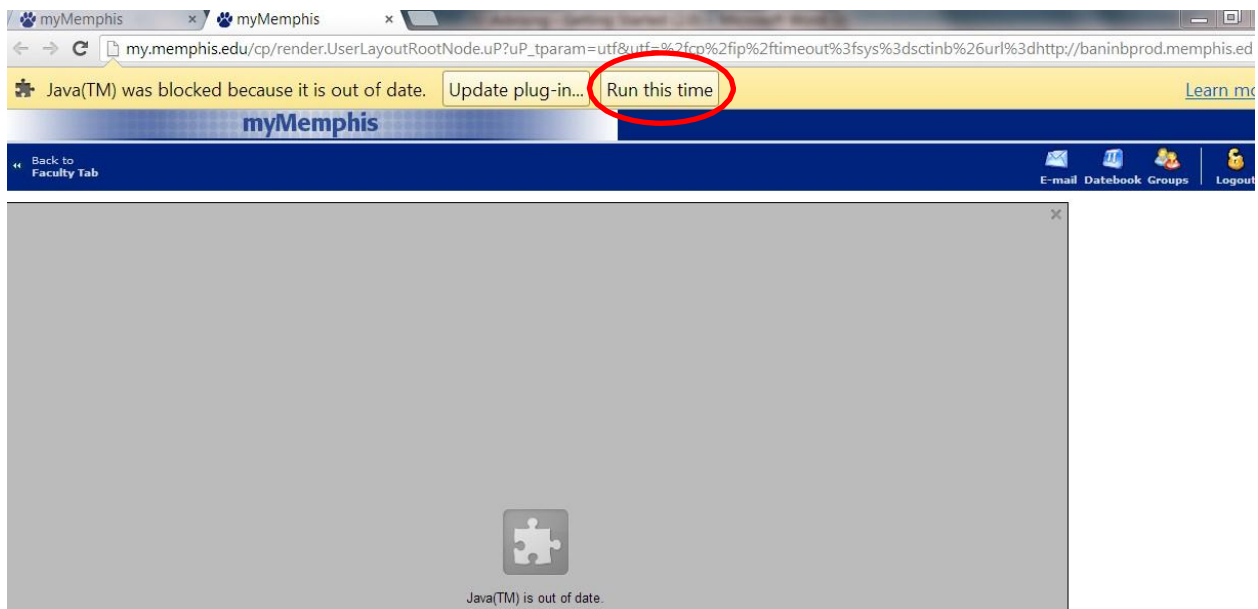 myMemphis × myMemphis ×
my.memphis.edu/cp/render.UserLayoutRootNode.uP?uP_tparam=utf&utf=%2fcp%2fip%2ftimeout%3fsys%3dsctinb%26url%3dhttp://baninbprod.memphis.ed
Java(TM) was blocked because it is out of date. Update plug-in... Run this time Learn mo
myMemphis
Back to
Faculty Tab
E-mail Datebook Groups Logout
Java(TM) is out of date.